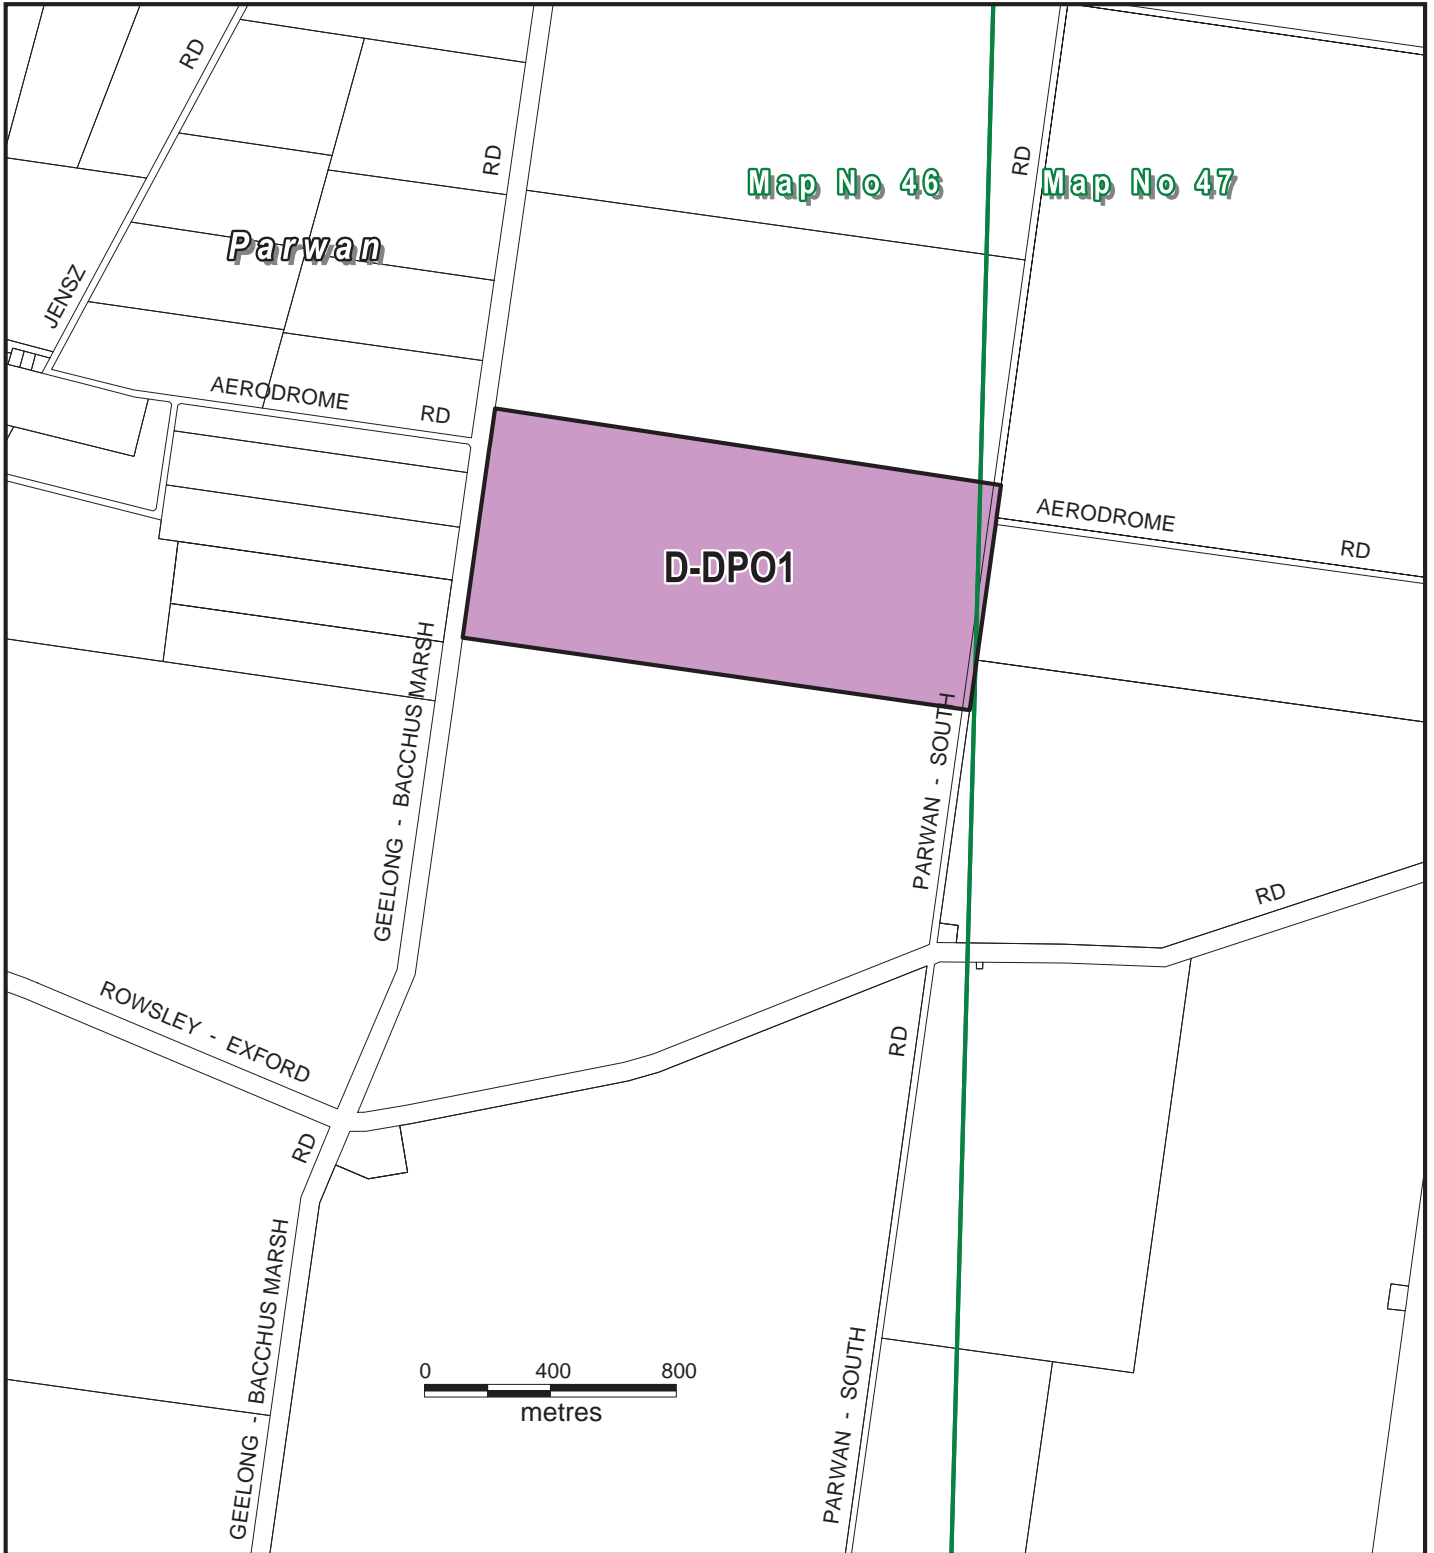 RD
RD
RD
Map No 46
Map No 47
Parwan
JENSZ
AERODROME RD
AERODROME RD
D-DPO1
GEELONG - BACCHUS MARSH
PARWAN - SOUTH
RD
ROWSLEY - EXFORD
RD
RD
GEELONG - BACCHUS MARSH
PARWAN - SOUTH
0 400 800
metres